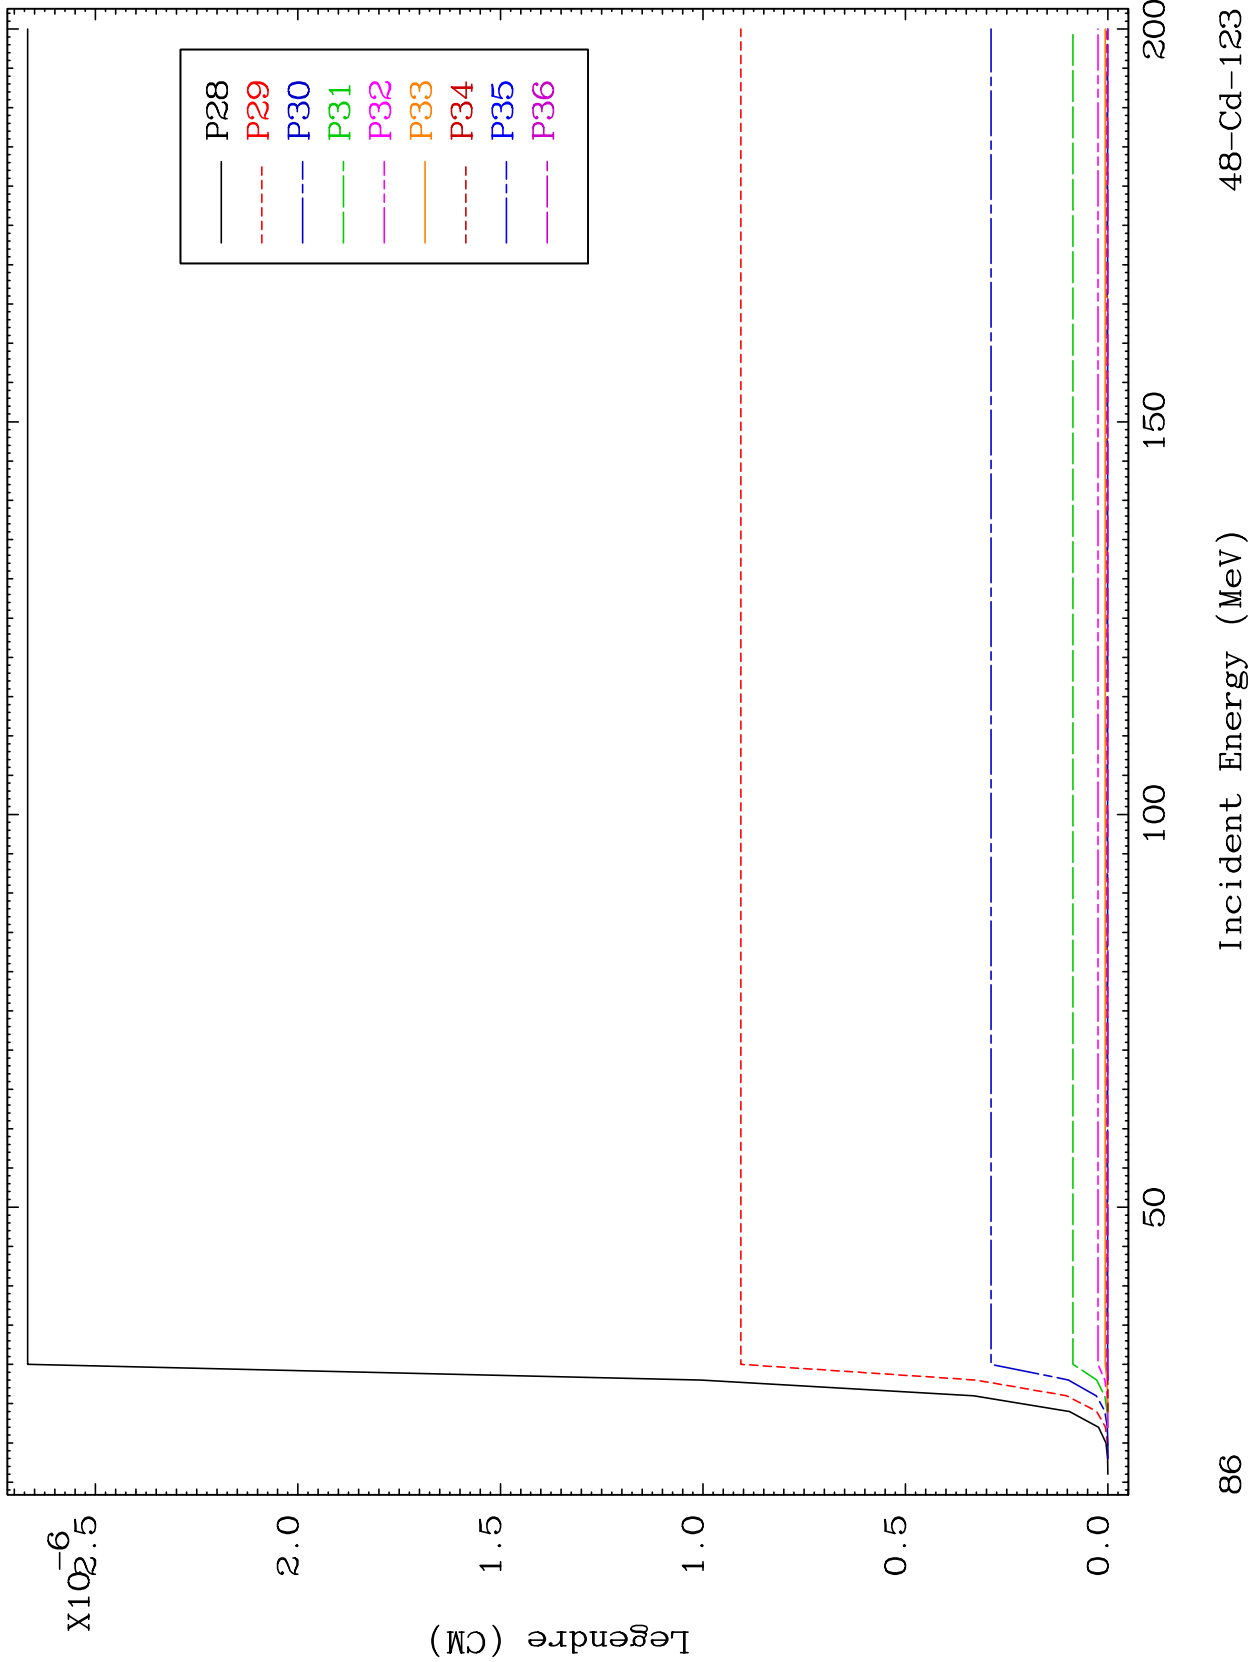 X10^-6
2.5
2.0
1.5
1.0
0.5
0.0
Legendre (CM)
P28
P29
P30
P31
P32
P33
P34
P35
P36
50
100
150
200
Incident Energy (MeV)
86
48-Cd-123